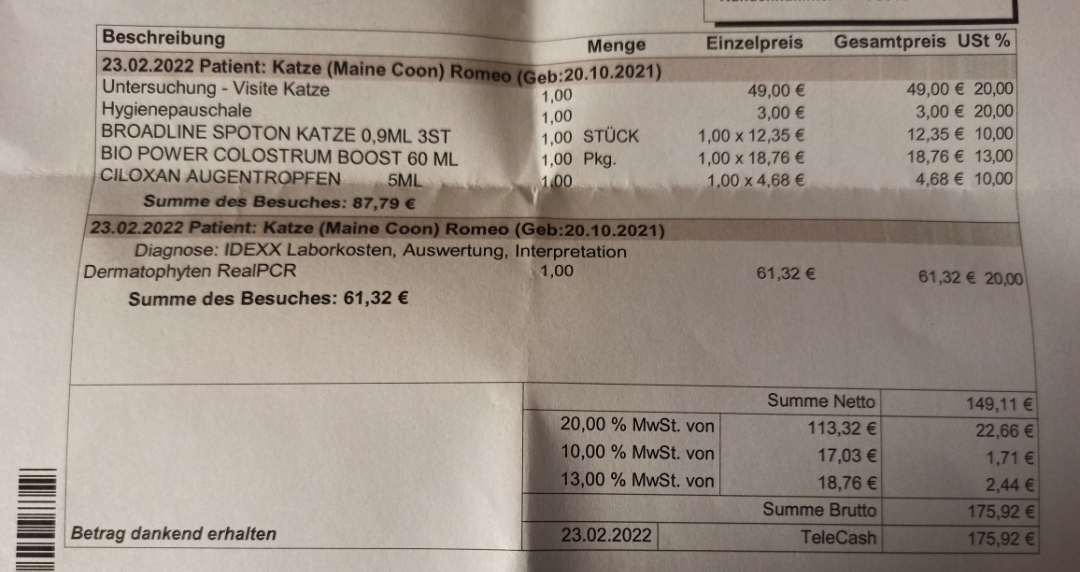 Beschreibung Menge Einzelpreis Gesamtpreis USt %
23.02.2022 Patient: Katze (Maine Coon) Romeo (Geb:20.10.2021)
Untersuchung - Visite Katze 1,00 49,00 € 49,00 € 20,00
Hygienepauschale 1,00 3,00 € 3,00 € 20,00
BROADLINE SPOTON KATZE 0,9ML 3ST 1,00 STÜCK 1,00 x 12,35 € 12,35 € 10,00
BIO POWER COLOSTRUM BOOST 60 ML 1,00 Pkg. 1,00 x 18,76 € 18,76 € 13,00
CILOXAN AUGENTROPFEN 5ML 1,00 1,00 x 4,68 € 4,68 € 10,00
Summe des Besuches: 87,79 €
23.02.2022 Patient: Katze (Maine Coon) Romeo (Geb:20.10.2021)
Diagnose: IDEXX Laborkosten, Auswertung, Interpretation
Dermatophyten RealPCR 1,00 61,32 € 61,32 € 20,00
Summe des Besuches: 61,32 €
Summe Netto 149,11 €
20,00 % MwSt. von 113,32 € 22,66 €
10,00 % MwSt. von 17,03 € 1,71 €
13,00 % MwSt. von 18,76 € 2,44 €
Summe Brutto 175,92 €
Betrag dankend erhalten 23.02.2022 TeleCash 175,92 €